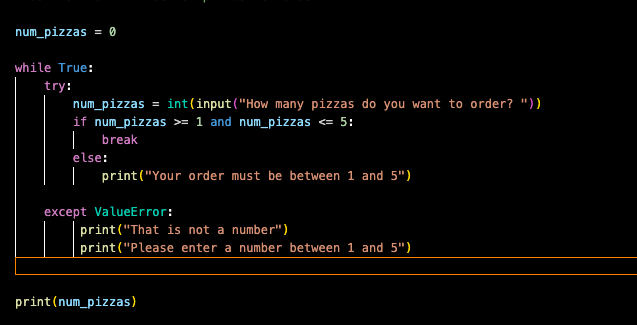 num_pizzas = 0
while True:
    try:
        num_pizzas = int(input("How many pizzas do you want to order? "))
        if num_pizzas >= 1 and num_pizzas <= 5:
            break
        else:
            print("Your order must be between 1 and 5")
    except ValueError:
         print("That is not a number")
         print("Please enter a number between 1 and 5")
print(num_pizzas)